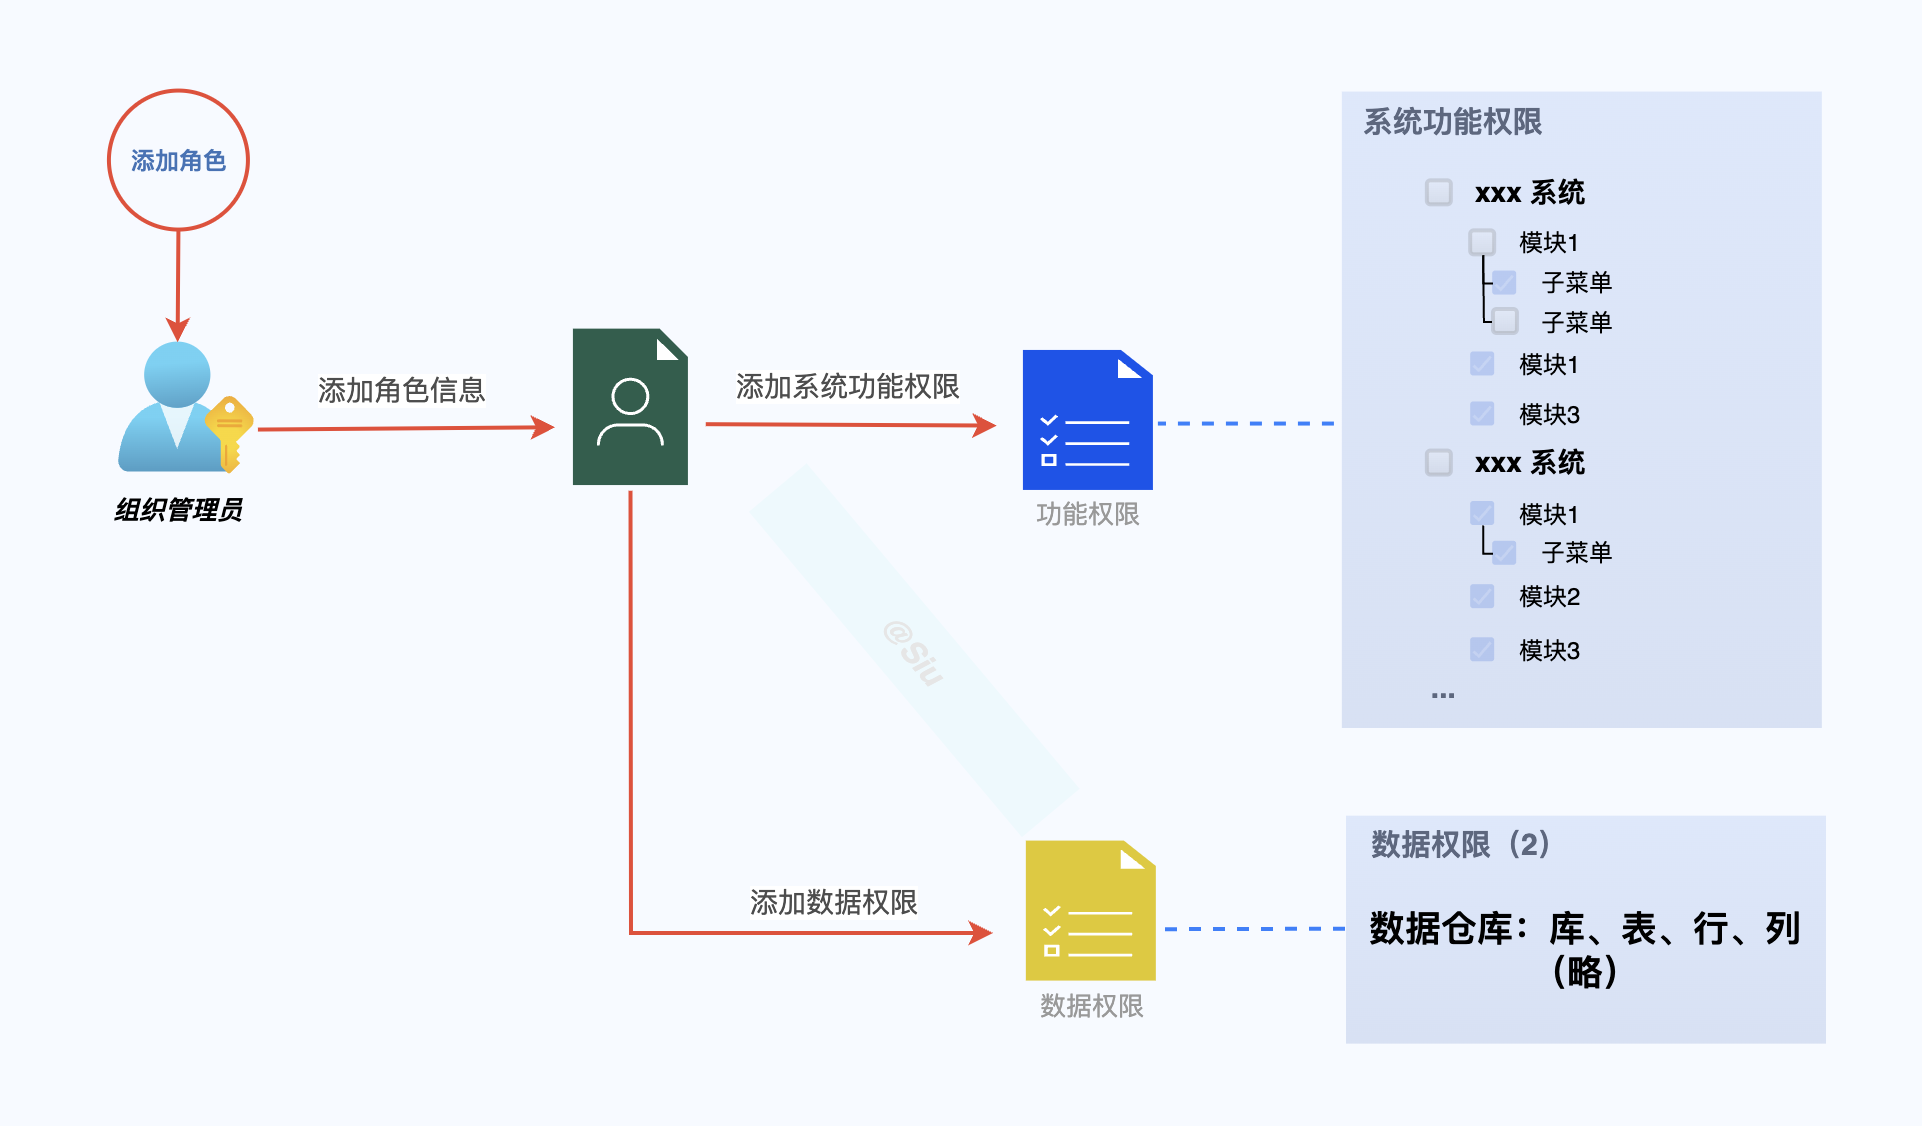 添加角色
组织管理员
添加角色信息
添加系统功能权限
功能权限
系统功能权限
xxx 系统
模块1
子菜单
子菜单
模块1
模块3
xxx 系统
模块1
子菜单
模块2
模块3
...
@Siu
添加数据权限
数据权限
数据权限（2）
数据仓库：库、表、行、列
（略）